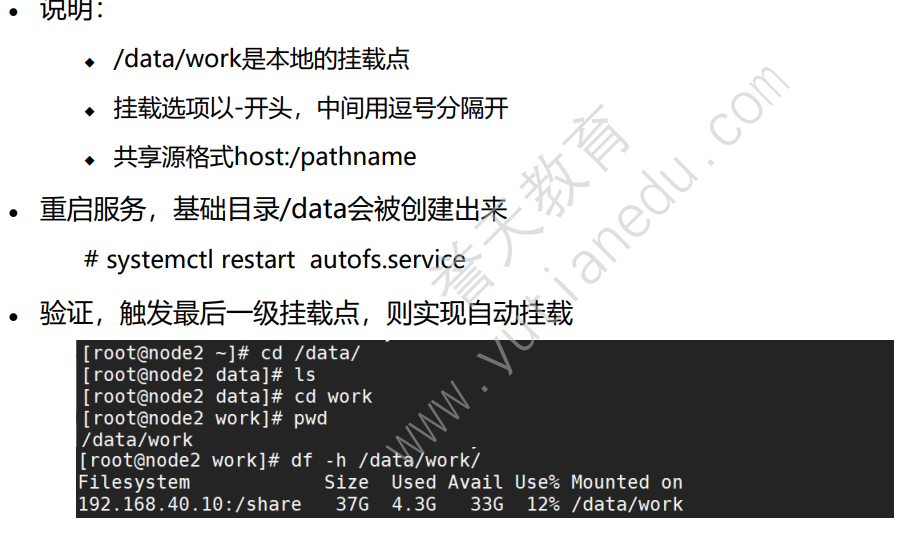 说明：
/data/work是本地的挂载点
挂载选项以-开头，中间用逗号分隔开
共享源格式host:/pathname
重启服务，基础目录/data会被创建出来
# systemctl restart  autofs.service
验证，触发最后一级挂载点，则实现自动挂载
[root@node2 ~]# cd /data/
[root@node2 data]# ls
[root@node2 data]# cd work
[root@node2 work]# pwd
/data/work
[root@node2 work]# df -h /data/work/
Filesystem           Size  Used Avail Use% Mounted on
192.168.40.10:/share   37G  4.3G   33G  12% /data/work
誉天教育
www.yutianedu.com